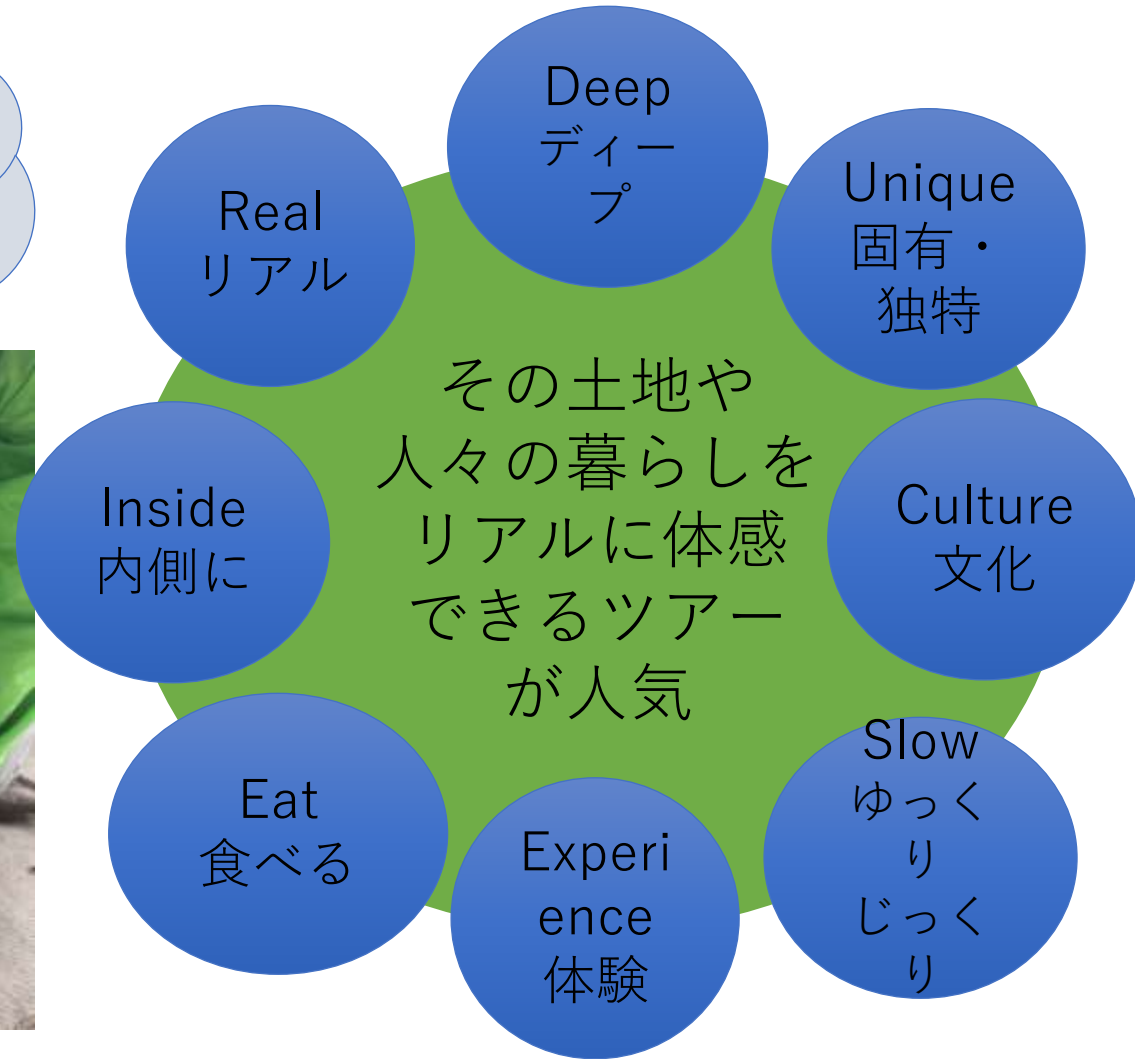 Deep
ディー
プ
Unique
固有・
独特
Culture
文化
Slow
ゆっく
り
じっく
り
Experi
ence
体験
Eat
食べる
Inside
内側に
Real
リアル
その土地や
人々の暮らしを
リアルに体感
できるツアー
が人気